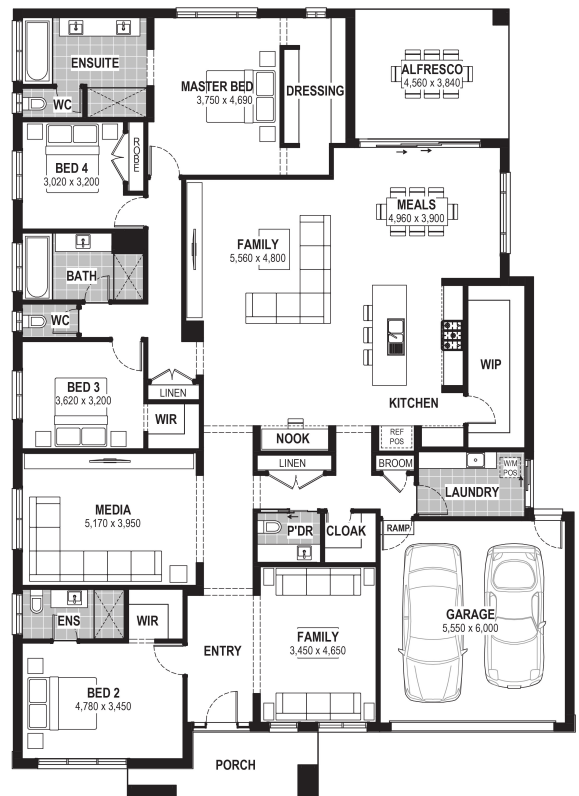 ENSUITE
WC
MASTER BED
3,750 x 4,690
DRESSING
ALFRESCO
4,560 x 3,840
BED 4
3,020 x 3,200
ROBE
MEALS
4,960 x 3,900
FAMILY
5,560 x 4,800
BATH
WC
WIP
BED 3
3,620 x 3,200
LINEN
WIR
KITCHEN
NOOK
REF
POS
LINEN
BROOM
W/M
POS
LAUNDRY
MEDIA
5,170 x 3,950
P'DR
CLOAK
RAMP
ENS
WIR
GARAGE
5,550 x 6,000
ENTRY
FAMILY
3,450 x 4,650
BED 2
4,780 x 3,450
PORCH